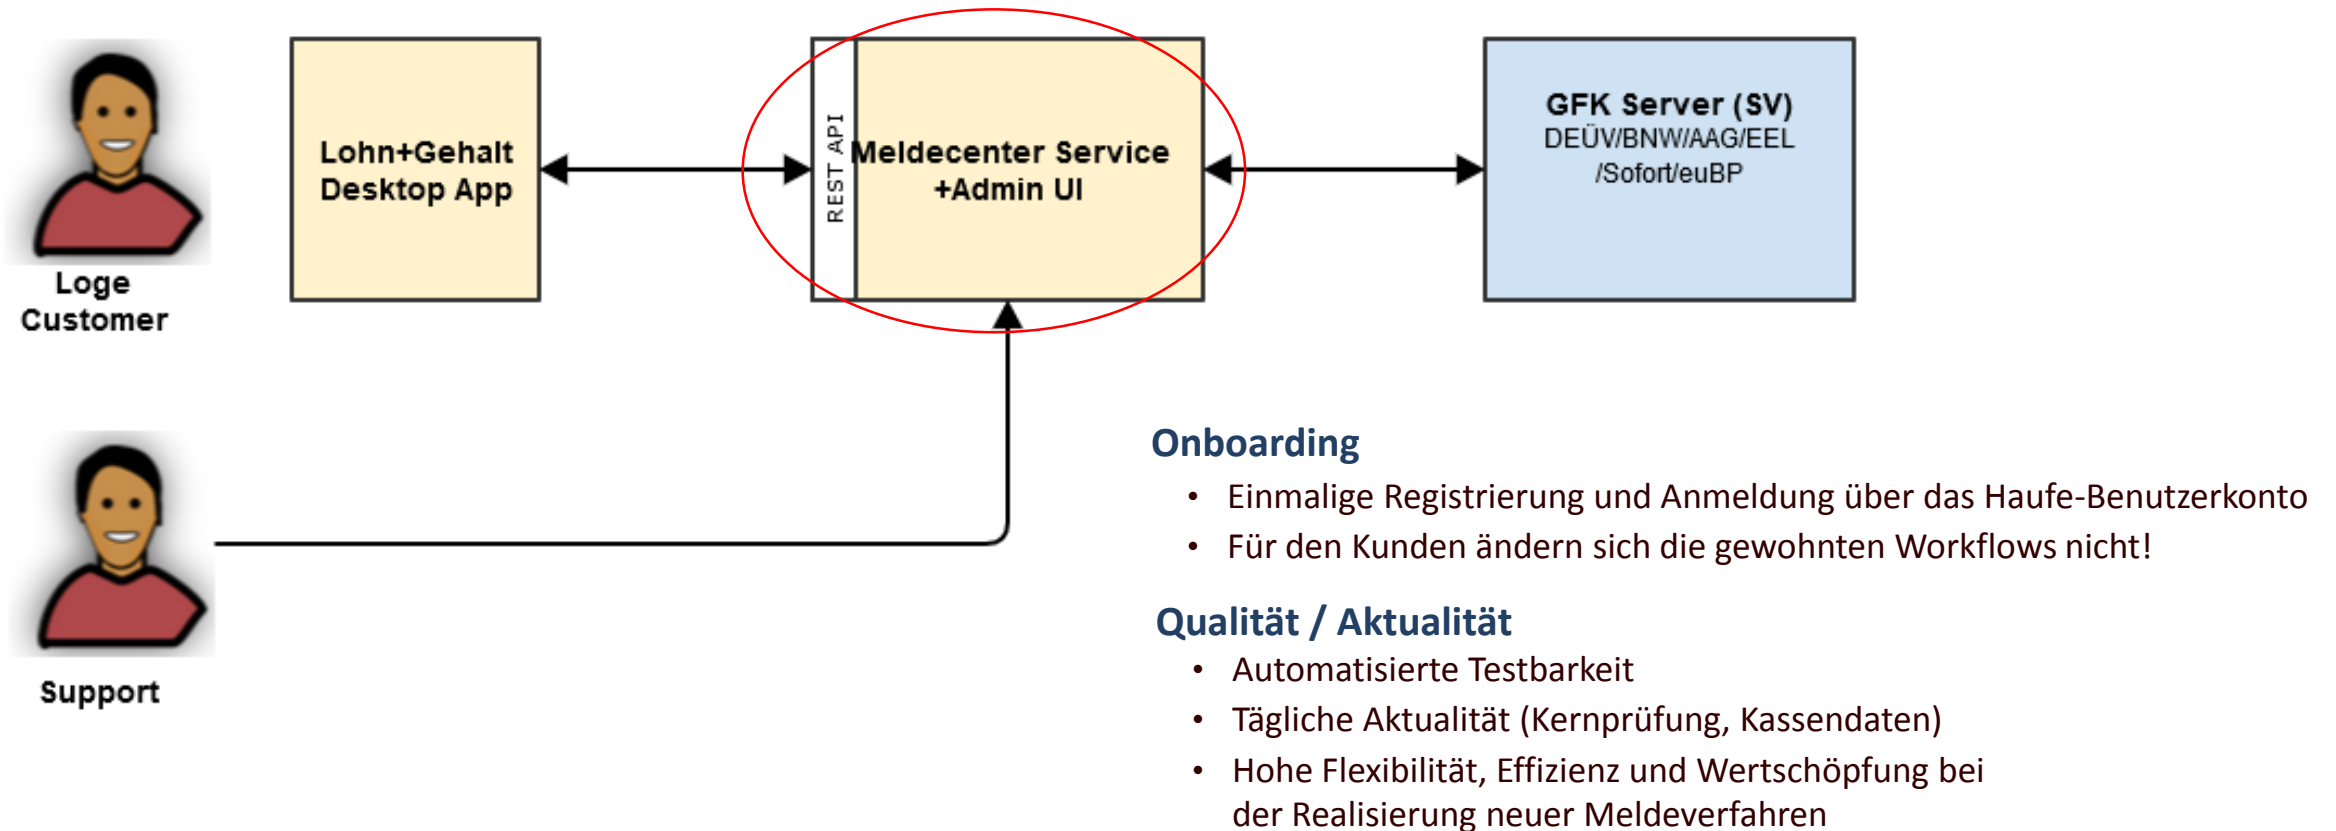 Loge
Customer
Lohn+Gehalt
Desktop App
REST API
Meldecenter Service
+Admin UI
GFK Server (SV)
DEÜV/BNW/AAG/EEL
/Sofort/euBP
Support
Onboarding
• Einmalige Registrierung und Anmeldung über das Haufe-Benutzerkonto
• Für den Kunden ändern sich die gewohnten Workflows nicht!
Qualität / Aktualität
• Automatisierte Testbarkeit
• Tägliche Aktualität (Kernprüfung, Kassendaten)
• Hohe Flexibilität, Effizienz und Wertschöpfung bei
der Realisierung neuer Meldeverfahren